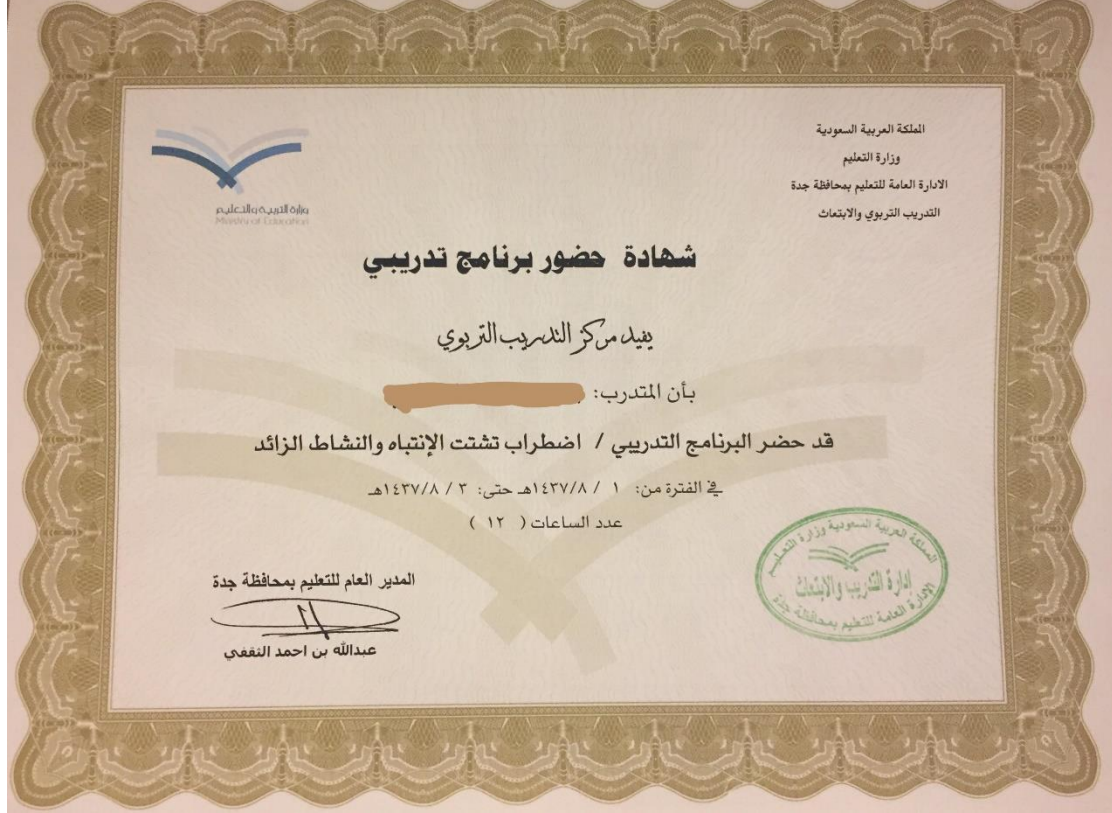 المملكة العربية السعودية
وزارة التعليم
الادارة العامة للتعليم بمحافظة جدة
التدريب التربوي والابتعاث
وزارة التربية والتعليم
Ministry of Education
شهادة حضور برنامج تدريبي
يفيد مركز التدريب التربوي
بأن المتدرب:
قد حضر البرنامج التدريبي / اضطراب تشتت الإنتباه والنشاط الزائد
في الفترة من: ١ / ١٤٣٧/٨هـ حتى: ٣ / ١٤٣٧/٨هـ
عدد الساعات ( ١٢ )
المدير العام للتعليم بمحافظة جدة
عبدالله بن احمد الثقفي
المملكة العربية السعودية وزارة التعليم
إدارة التدريب والابتعاث
الإدارة العامة للتعليم بمحافظة جدة